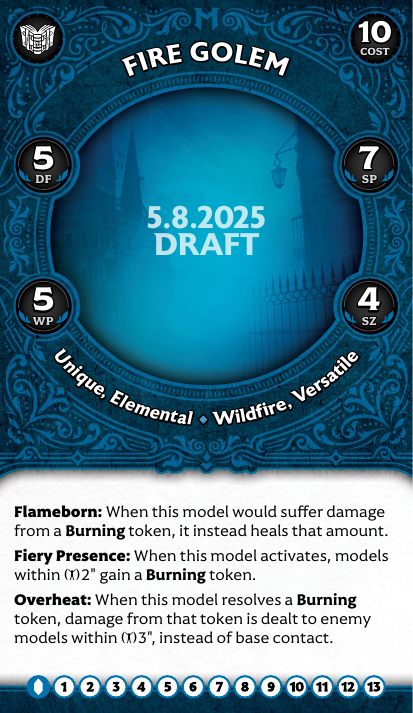 10
COST
FIRE GOLEM
5
DF
7
SP
5.8.2025
DRAFT
5
WP
4
SZ
Unique, Elemental ◆ Wildfire, Versatile
Flameborn: When this model would suffer damage
from a Burning token, it instead heals that amount.
Fiery Presence: When this model activates, models
within 2" gain a Burning token.
Overheat: When this model resolves a Burning
token, damage from that token is dealt to enemy
models within 3", instead of base contact.
1 2 3 4 5 6 7 8 9 10 11 12 13